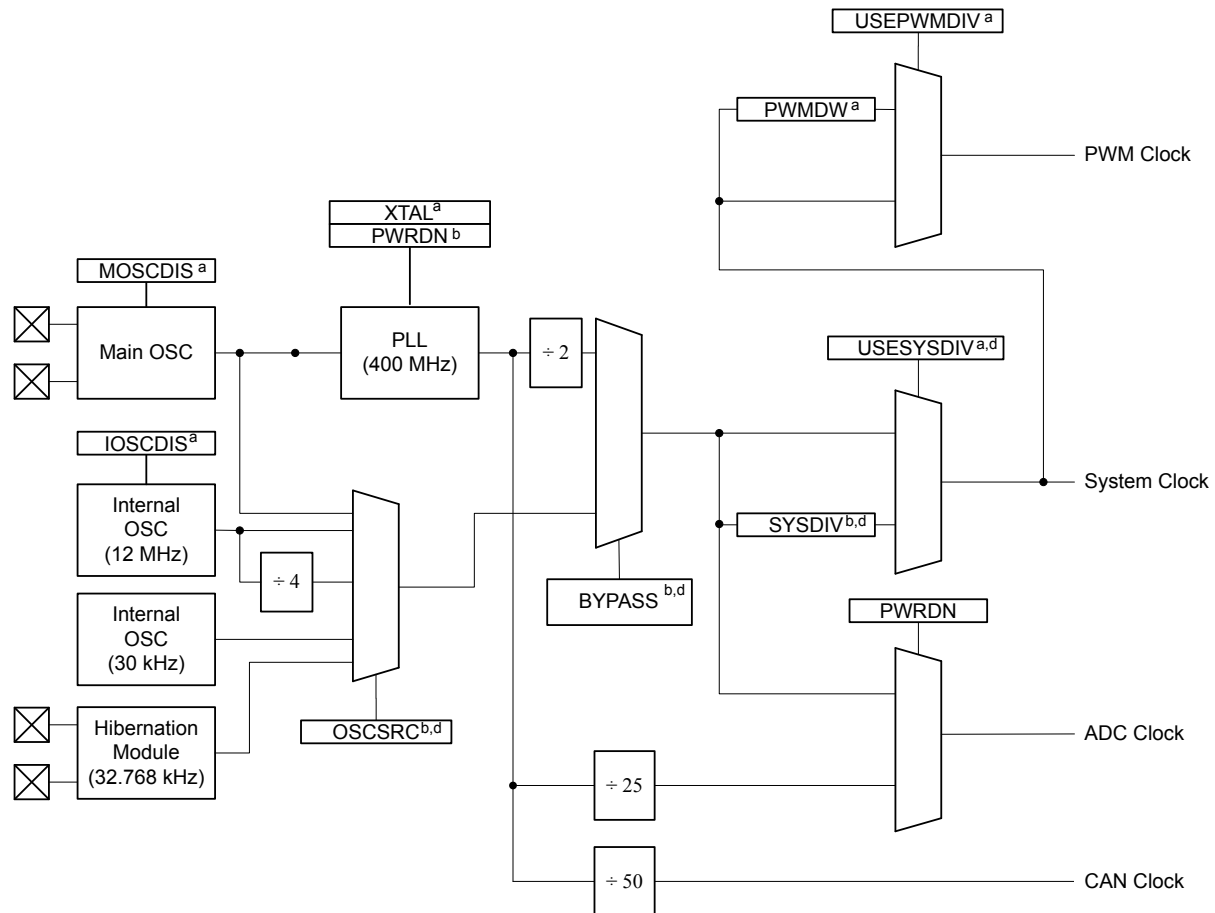 USEPWMDIV a
PWMDW a
PWM Clock
XTAL a
PWRDN b
MOSCDIS a
Main OSC
PLL
(400 MHz)
÷ 2
USESYSDIV a,d
IOSCDIS a
Internal
OSC
(12 MHz)
÷ 4
System Clock
SYSDIV b,d
BYPASS b,d
Internal
OSC
(30 kHz)
PWRDN
OSCSRC b,d
Hibernation
Module
(32.768 kHz)
ADC Clock
÷ 25
÷ 50
CAN Clock